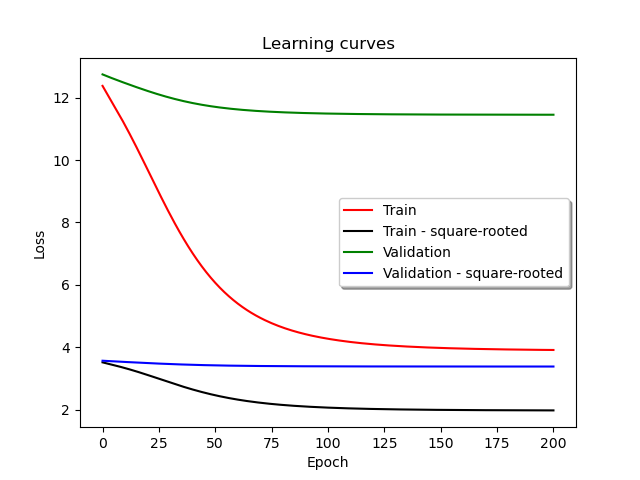 Learning curves
12
10
8
6
4
2
Loss
Train
Train - square-rooted
Validation
Validation - square-rooted
0 25 50 75 100 125 150 175 200
Epoch